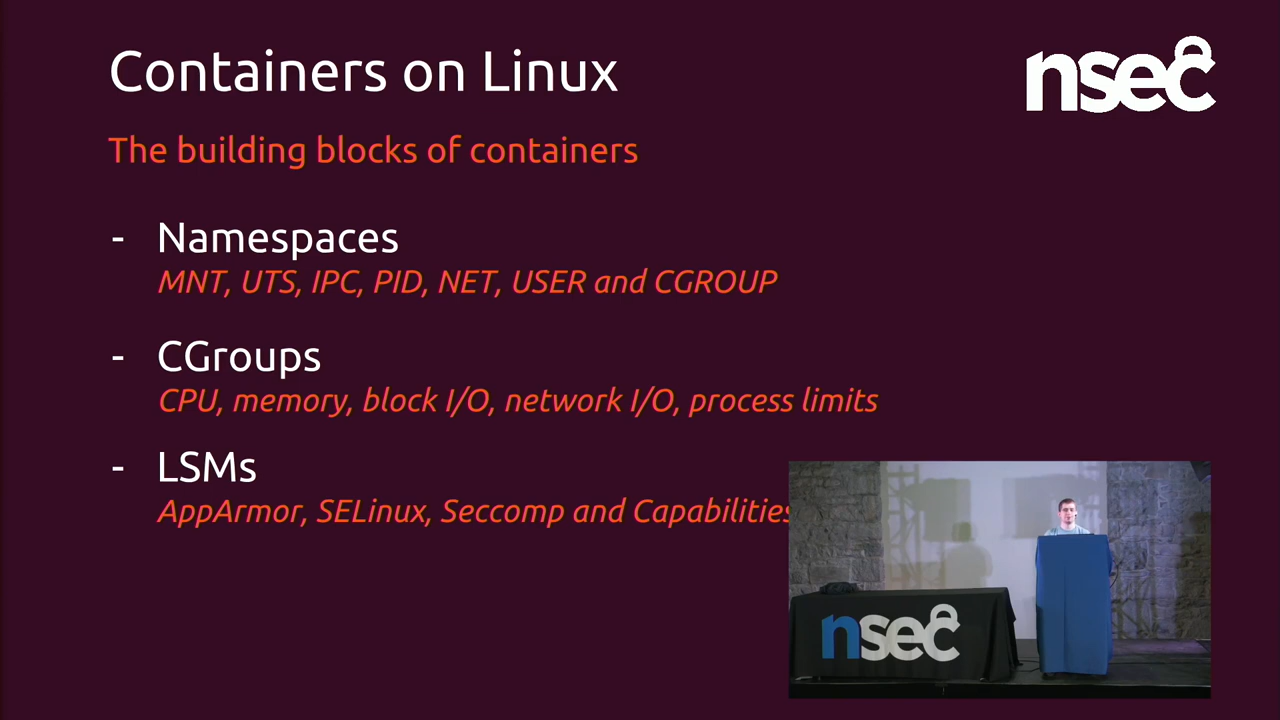 Containers on Linux
nsec
The building blocks of containers
- Namespaces
MNT, UTS, IPC, PID, NET, USER and CGROUP
- CGroups
CPU, memory, block I/O, network I/O, process limits
- LSMs
AppArmor, SELinux, Seccomp and Capabilities
nsec